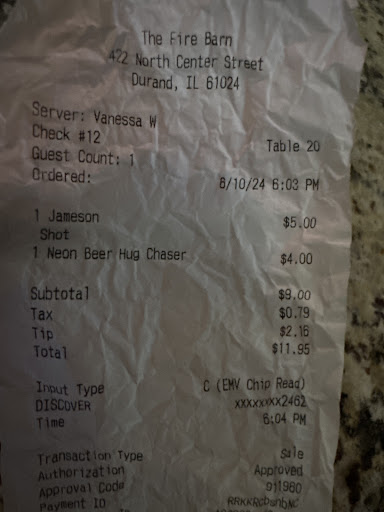 The Fire Barn
422 North Center Street
Durand, IL 61024
Server: Vanessa W
Check #12
Table 20
Guest Count: 1
Ordered:
6/10/24 6:03 PM
1 Jameson $5.00
Shot
1 Neon Beer Hug Chaser $4.00
Subtotal $9.00
Tax $0.79
Tip $2.16
Total $11.95
Input Type C (EMV Chip Read)
DISCOVER xxxxxxxx2462
Time 6:04 PM
Transaction Type Sale
Authorization Approved
Approval Code 911980
Payment ID